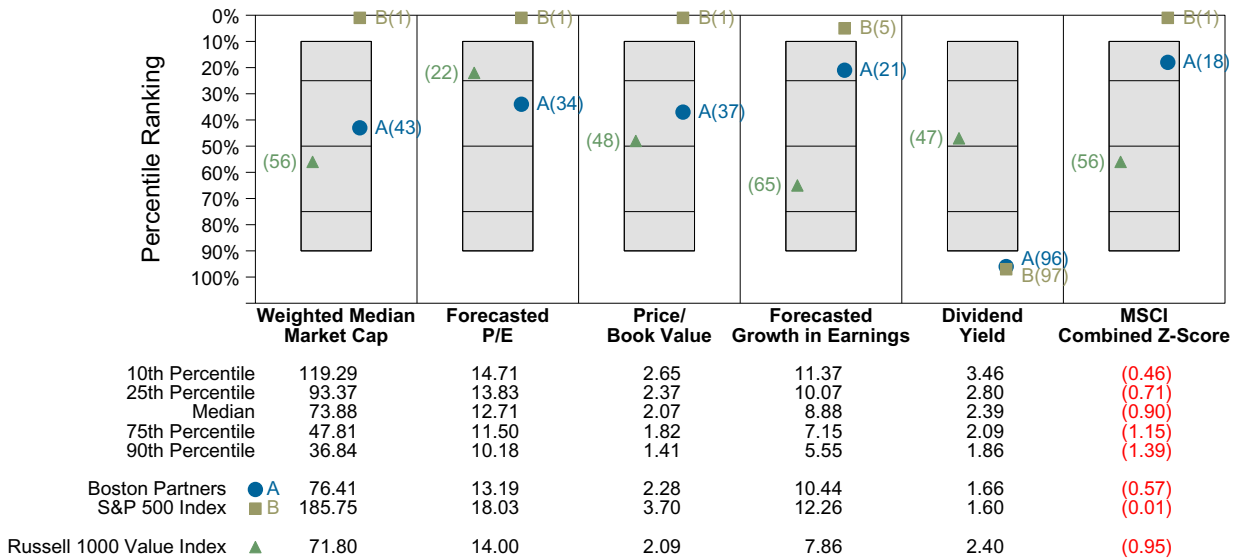 Percentile Ranking
0%
10%
20%
30%
40%
50%
60%
70%
80%
90%
100%
B(1)
A(43)
(56)
B(1)
(22)
A(34)
B(1)
A(37)
(48)
B(5)
A(21)
(65)
(47)
A(96)
B(97)
B(1)
A(18)
(56)
Weighted Median Market Cap
Forecasted P/E
Price/ Book Value
Forecasted Growth in Earnings
Dividend Yield
MSCI Combined Z-Score
10th Percentile 119.29 14.71 2.65 11.37 3.46 (0.46)
25th Percentile 93.37 13.83 2.37 10.07 2.80 (0.71)
Median 73.88 12.71 2.07 8.88 2.39 (0.90)
75th Percentile 47.81 11.50 1.82 7.15 2.09 (1.15)
90th Percentile 36.84 10.18 1.41 5.55 1.86 (1.39)
Boston Partners A 76.41 13.19 2.28 10.44 1.66 (0.57)
S&P 500 Index B 185.75 18.03 3.70 12.26 1.60 (0.01)
Russell 1000 Value Index 71.80 14.00 2.09 7.86 2.40 (0.95)